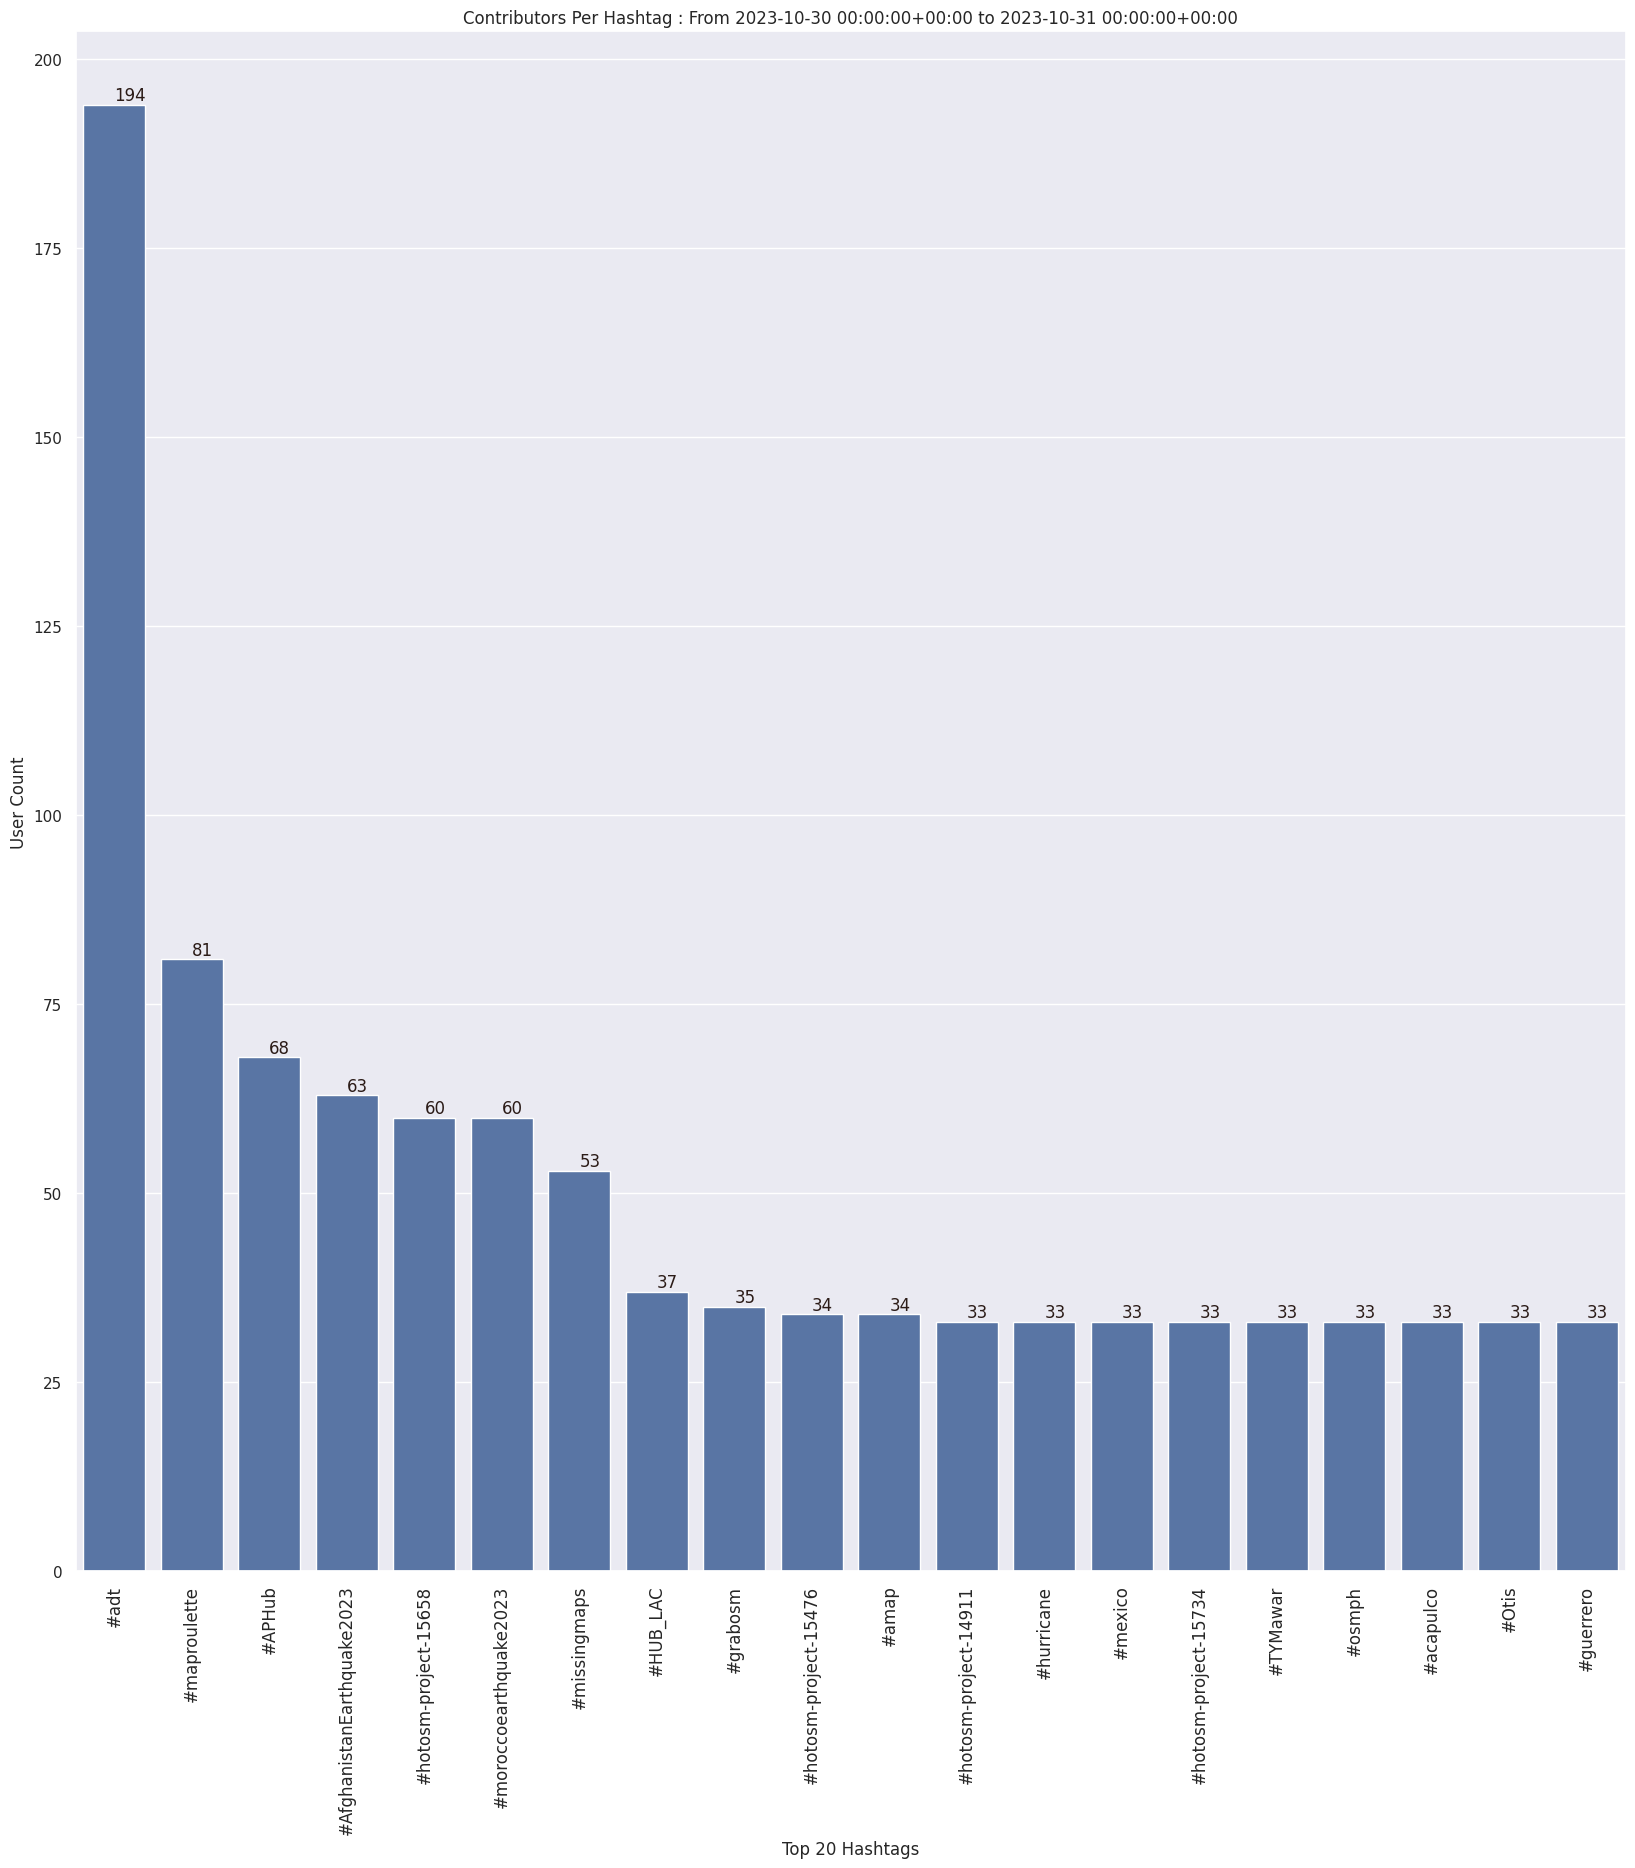 Contributors Per Hashtag : From 2023-10-30 00:00:00+00:00 to 2023-10-31 00:00:00+00:00
User Count
200
175
150
125
100
75
50
25
0
194
81
68
63
60
60
53
37
35
34
34
33
33
33
33
33
33
33
33
33
#adt
#maproulette
#APHub
#AfghanistanEarthquake2023
#hotosm-project-15658
#moroccoearthquake2023
#missingmaps
#HUB_LAC
#grabosm
#hotosm-project-15476
#amap
#hotosm-project-14911
#hurricane
#mexico
#hotosm-project-15734
#TYMawar
#osmph
#acapulco
#Otis
#guerrero
Top 20 Hashtags